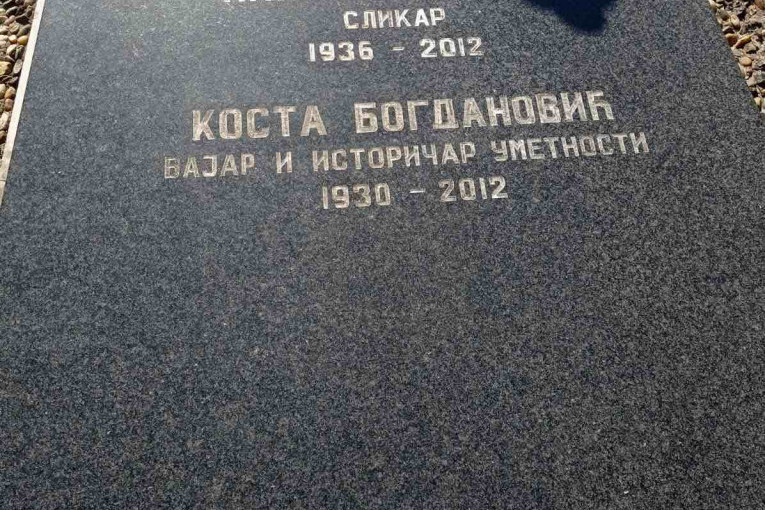 СЛИКАР
1936 - 2012
КОСТА БОГДАНОВИЋ
ВАЈАР И ИСТОРИЧАР УМЕТНОСТИ
1930 - 2012